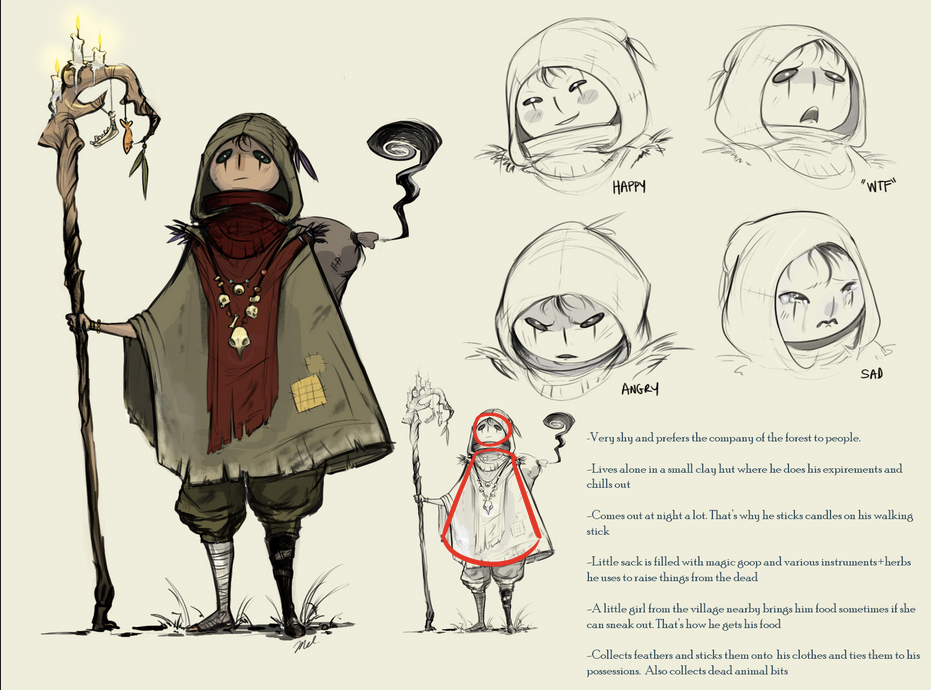 HAPPY
"WTF"
ANGRY
SAD
-Very shy and prefers the company of the forest to people.
-Lives alone in a small clay hut where he does his expirements and
chills out
-Comes out at night a lot. That's why he sticks candles on his walking
stick
-Little sack is filled with magic goop and various instruments+herbs
he uses to raise things from the dead
-A little girl from the village nearby brings him food sometimes if she
can sneak out. That's how he gets his food
-Collects feathers and sticks them onto his clothes and ties them to his
possessions. Also collects dead animal bits
Mel